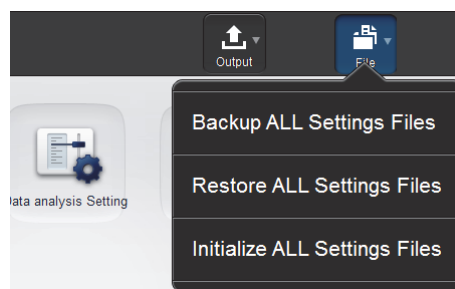 Output
File
Backup ALL Settings Files
Restore ALL Settings Files
ata analysis Setting
Initialize ALL Settings Files